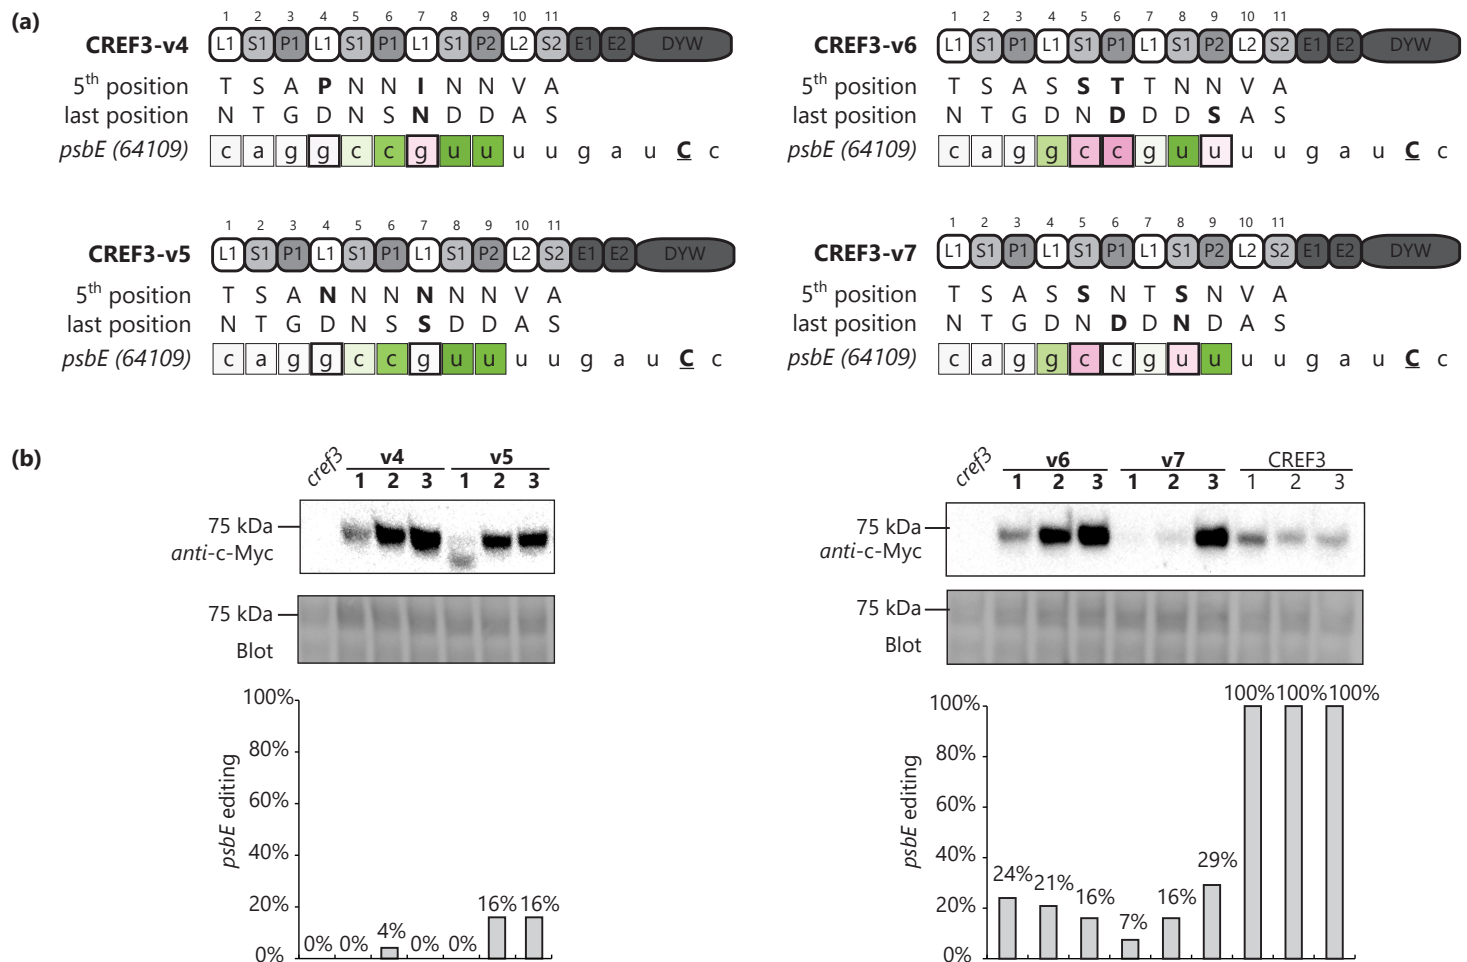 (a)
1 2 3 4 5 6 7 8 9 10 11
CREF3-v4 L1 S1 P1 L1 S1 P1 L1 S1 P2 L2 S2 E1 E2 DYW
5th position T S A P N N I N N V A
last position N T G D N S N D D A S
psbE (64109) c a g g c c g u u u u g a u C c
1 2 3 4 5 6 7 8 9 10 11
CREF3-v6 L1 S1 P1 L1 S1 P1 L1 S1 P2 L2 S2 E1 E2 DYW
5th position T S A S S T T N N V A
last position N T G D N D D D S A S
psbE (64109) c a g g c c g u u u u g a u C c
1 2 3 4 5 6 7 8 9 10 11
CREF3-v5 L1 S1 P1 L1 S1 P1 L1 S1 P2 L2 S2 E1 E2 DYW
5th position T S A N N N N N N V A
last position N T G D N S S D D A S
psbE (64109) c a g g c c g u u u u g a u C c
1 2 3 4 5 6 7 8 9 10 11
CREF3-v7 L1 S1 P1 L1 S1 P1 L1 S1 P2 L2 S2 E1 E2 DYW
5th position T S A S S N T S N V A
last position N T G D N D D N D A S
psbE (64109) c a g g c c g u u u u g a u C c
(b)
cref3 v4 v5
1 2 3 1 2 3
75 kDa
anti-c-Myc
75 kDa
Blot
100%
80%
60%
40%
20%
0%
psbE editing
0% 0% 4% 0% 0% 16% 16%
cref3 v6 v7 CREF3
1 2 3 1 2 3 1 2 3
75 kDa
anti-c-Myc
75 kDa
Blot
100%
80%
60%
40%
20%
0%
psbE editing
24% 21% 16% 7% 16% 29% 100% 100% 100%